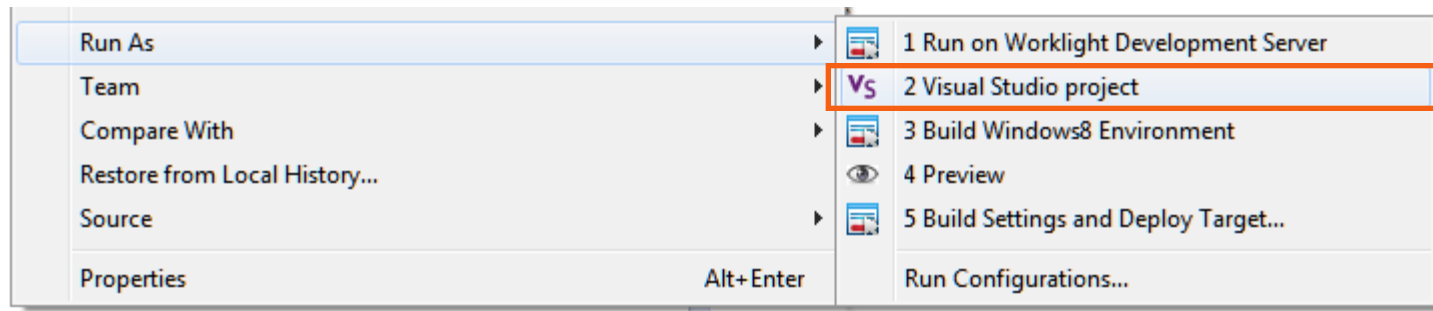 Run As
Team
Compare With
Restore from Local History...
Source
Properties Alt+Enter
1 Run on Worklight Development Server
VS 2 Visual Studio project
3 Build Windows8 Environment
4 Preview
5 Build Settings and Deploy Target...
Run Configurations...